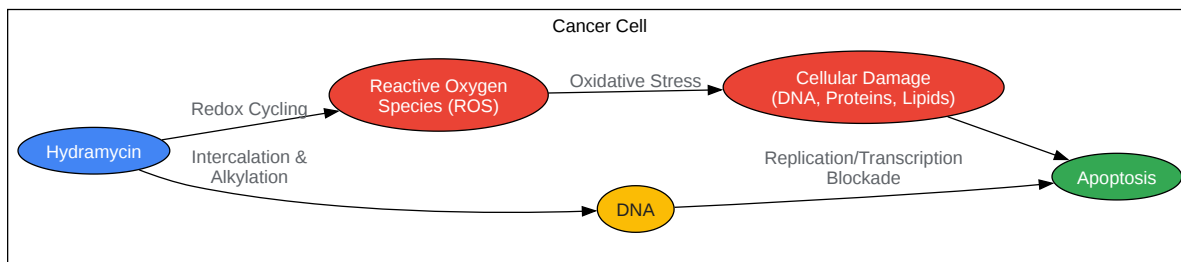 Cancer Cell
Reactive Oxygen
Species (ROS)
Oxidative Stress
Cellular Damage
(DNA, Proteins, Lipids)
Redox Cycling
Hydramycin
Intercalation &
Alkylation
Replication/Transcription
Blockade
Apoptosis
DNA